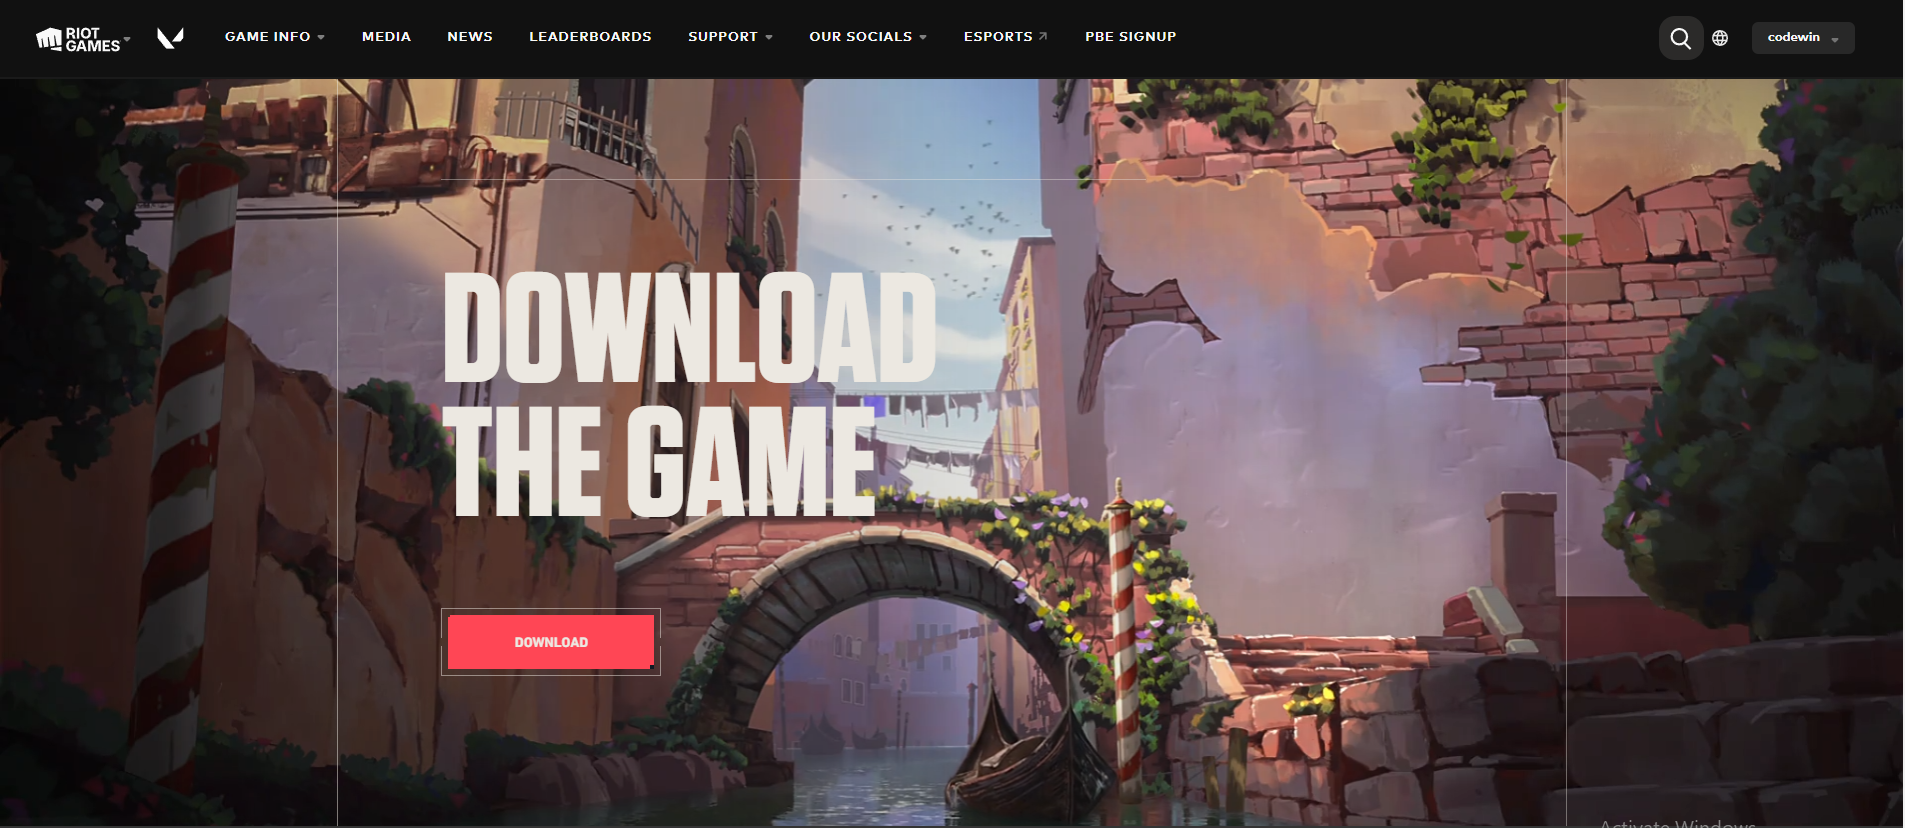 RIOT
GAMES
GAME INFO
MEDIA
NEWS
LEADERBOARDS
SUPPORT
OUR SOCIALS
ESPORTS
PBE SIGNUP
codewin
DOWNLOAD
THE GAME
DOWNLOAD
Activate Windows